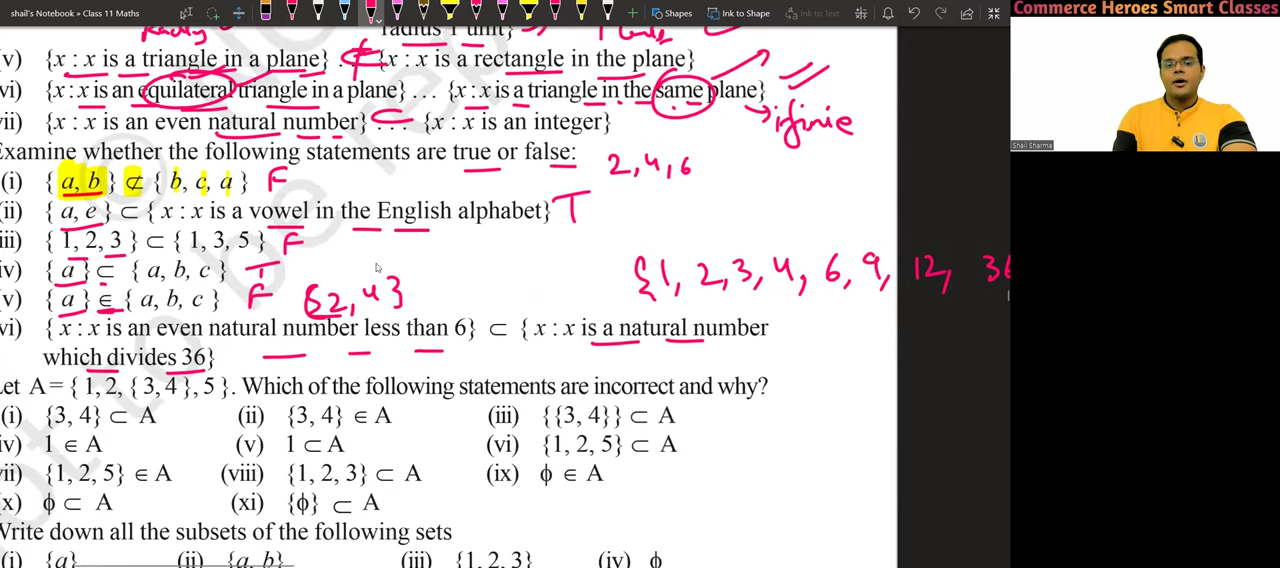 shail's Notebook » Class 11 Maths
Shapes Ink to Shape Ink to Text
Commerce Heroes Smart Classes
Shail Sharma
radius 1 unit}
v) {x : x is a triangle in a plane} ⊄ {x : x is a rectangle in the plane}
vi) {x : x is an equilateral triangle in a plane} … {x : x is a triangle in the same plane}
vii) {x : x is an even natural number} ⊂ … {x : x is an integer}
infinie
Examine whether the following statements are true or false:
2, 4, 6
(i) { a, b } ⊄ { b, c, a } F
(ii) { a, e } ⊂ { x : x is a vowel in the English alphabet} T
iii) { 1, 2, 3 } ⊂ { 1, 3, 5 } F
iv) { a } ⊂ { a, b, c } T
{1, 2, 3, 4, 6, 9, 12, 36
(v) { a } ∈ { a, b, c } F {2, 4}
vi) { x : x is an even natural number less than 6} ⊂ { x : x is a natural number
which divides 36}
Let A = { 1, 2, { 3, 4 }, 5 }. Which of the following statements are incorrect and why?
(i) {3, 4} ⊂ A (ii) {3, 4} ∈ A (iii) {{3, 4}} ⊂ A
iv) 1 ∈ A (v) 1 ⊂ A (vi) {1, 2, 5} ⊂ A
vii) {1, 2, 5} ∈ A (viii) {1, 2, 3} ⊂ A (ix) ϕ ∈ A
(x) ϕ ⊂ A (xi) {ϕ} ⊂ A
Write down all the subsets of the following sets
(i) {a} (ii) {a, b} (iii) {1, 2, 3} (iv) ϕ